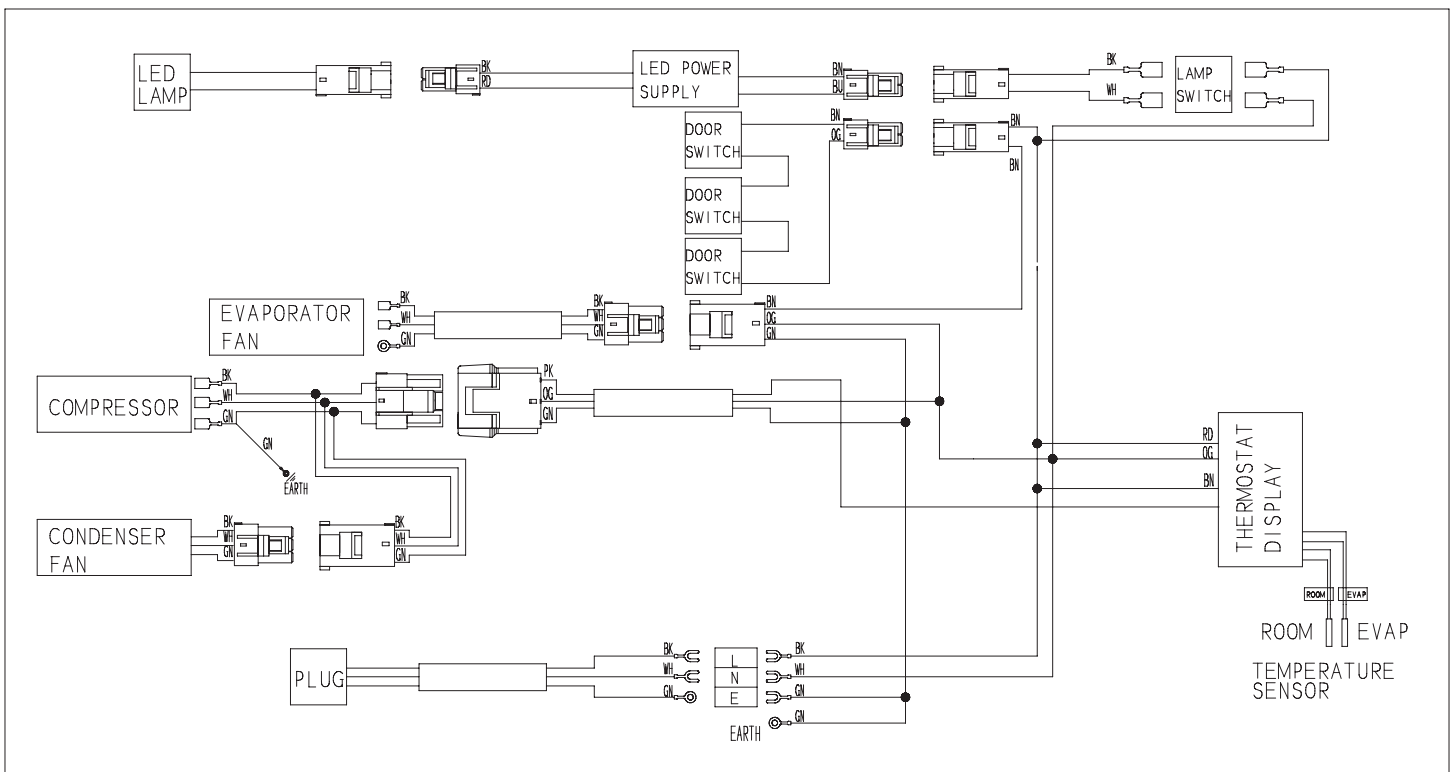 LED
LAMP
BK
RD
LED POWER
SUPPLY
BN
BU
BK
WH
LAMP
SWITCH
DOOR
SWITCH
BN
OG
BN
BN
DOOR
SWITCH
DOOR
SWITCH
EVAPORATOR
FAN
BK
WH
GN
BK
WH
GN
BN
OG
GN
COMPRESSOR
BK
WH
GN
GN
EARTH
PK
OG
GN
RD
OG
BN
THERMOSTAT
DISPLAY
CONDENSER
FAN
BK
WH
GN
BK
WH
GN
ROOM
EVAP
ROOM
EVAP
TEMPERATURE
SENSOR
PLUG
BK
WH
GN
L
N
E
BK
WH
GN
EARTH
GN